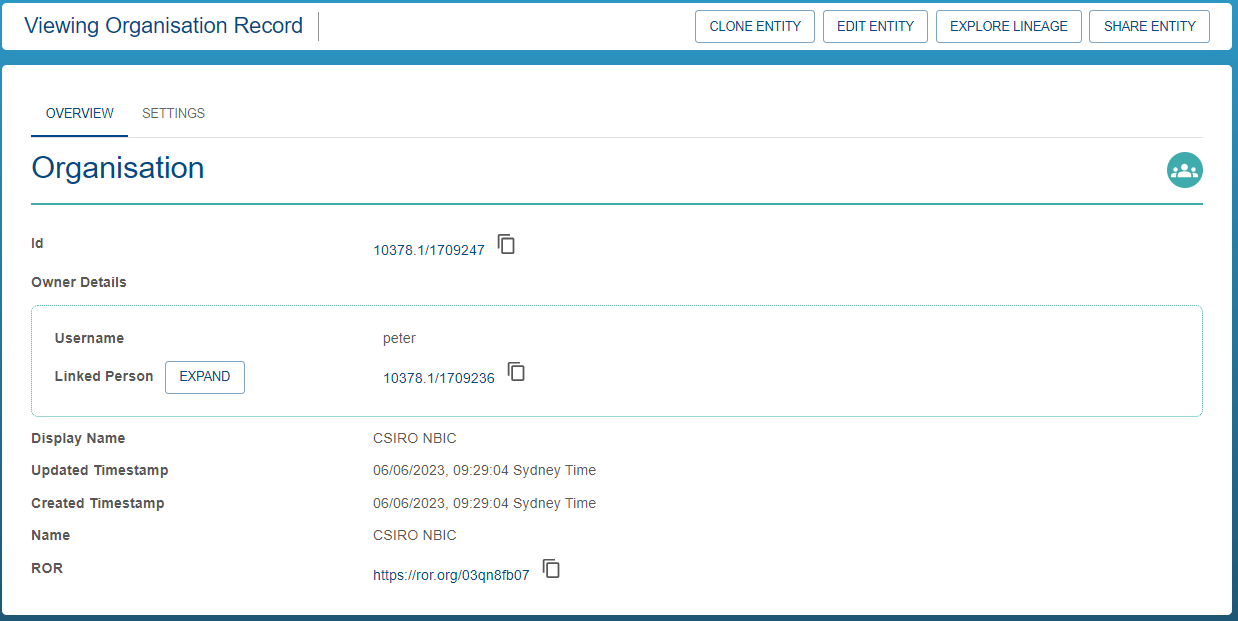 Viewing Organisation Record
CLONE ENTITY
EDIT ENTITY
EXPLORE LINEAGE
SHARE ENTITY
OVERVIEW
SETTINGS
Organisation
Id
10378.1/1709247
Owner Details
Username
peter
Linked Person
EXPAND
10378.1/1709236
Display Name
CSIRO NBIC
Updated Timestamp
06/06/2023, 09:29:04 Sydney Time
Created Timestamp
06/06/2023, 09:29:04 Sydney Time
Name
CSIRO NBIC
ROR
https://ror.org/03qn8fb07